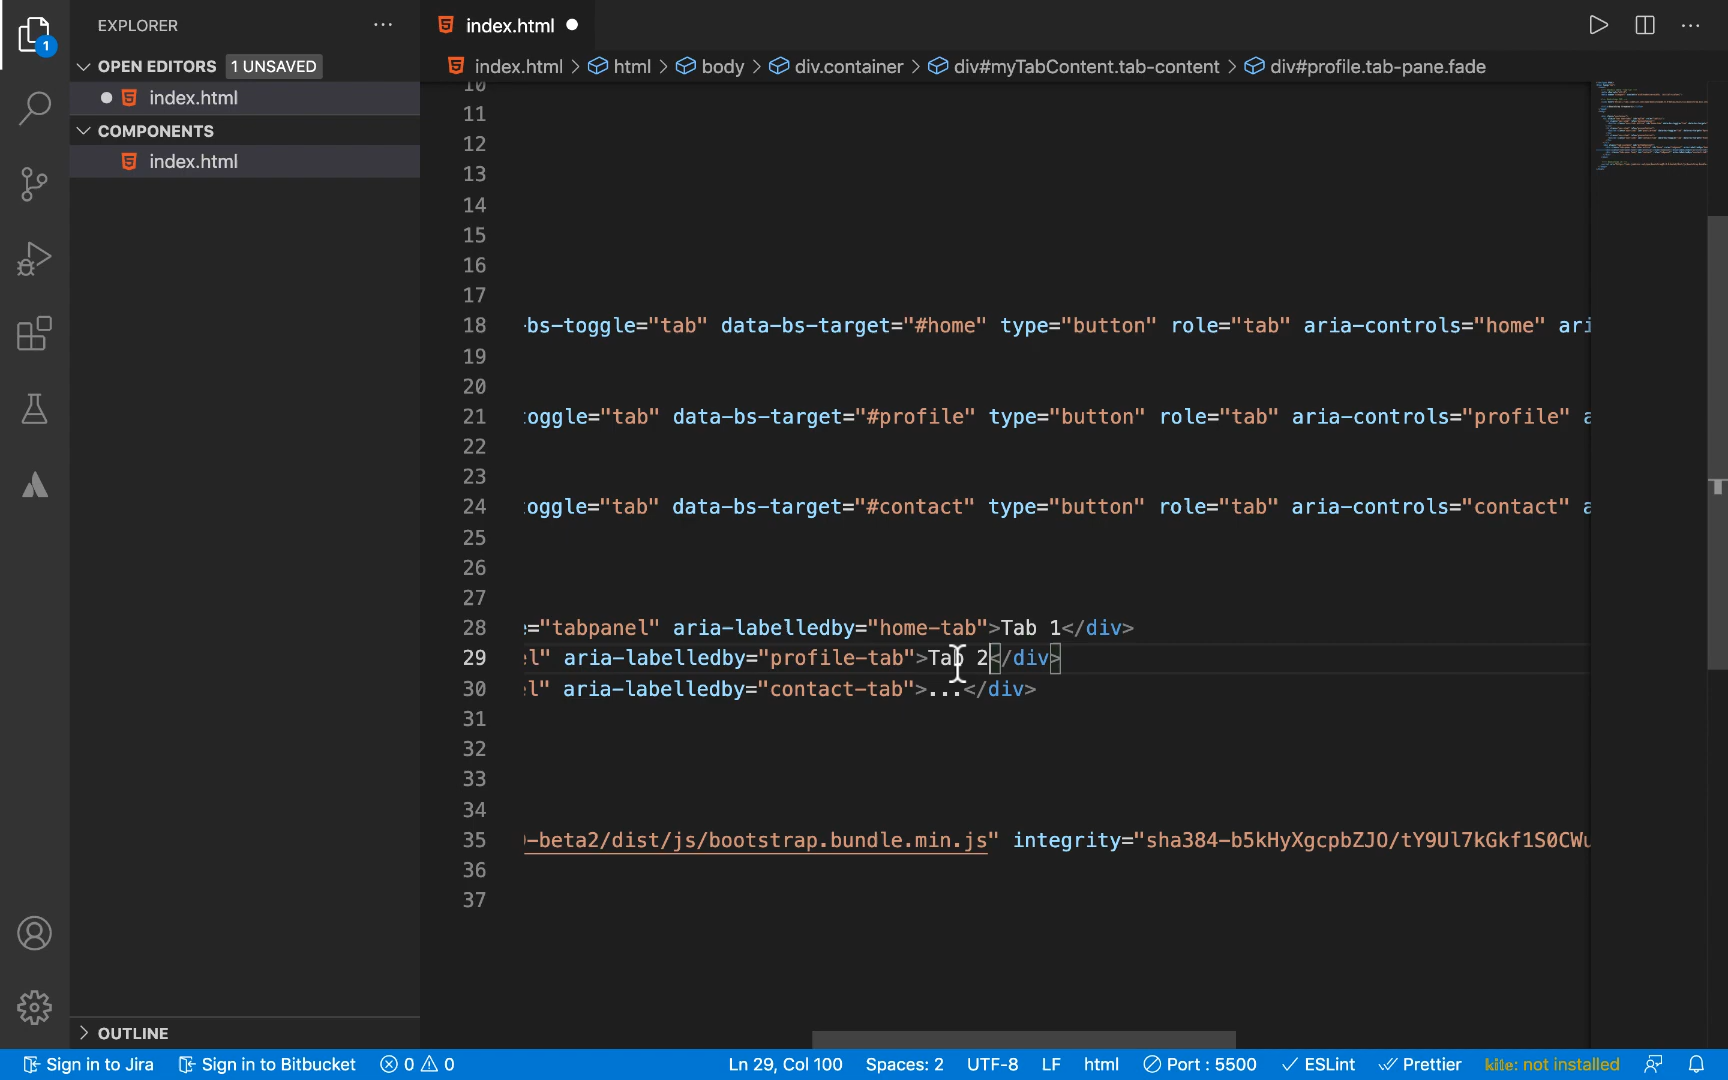 EXPLORER
index.html
OPEN EDITORS 1 UNSAVED
index.html
COMPONENTS
index.html
OUTLINE
1
index.html > html > body > div.container > div#myTabContent.tab-content > div#profile.tab-pane.fade
10
11
12
13
14
15
16
17
18 -bs-toggle="tab" data-bs-target="#home" type="button" role="tab" aria-controls="home" ari
19
20
21 oggle="tab" data-bs-target="#profile" type="button" role="tab" aria-controls="profile" a
22
23
24 oggle="tab" data-bs-target="#contact" type="button" role="tab" aria-controls="contact" a
25
26
27
28 ="tabpanel" aria-labelledby="home-tab">Tab 1</div>
29 el" aria-labelledby="profile-tab">Tab 2</div>
30 el" aria-labelledby="contact-tab">...</div>
31
32
33
34
35 -beta2/dist/js/bootstrap.bundle.min.js" integrity="sha384-b5kHyXgcpbZJO/tY9Ul7kGkf1S0CWu
36
37
Sign in to Jira Sign in to Bitbucket 0 0 Ln 29, Col 100 Spaces: 2 UTF-8 LF html Port : 5500 ESLint Prettier kite: not installed